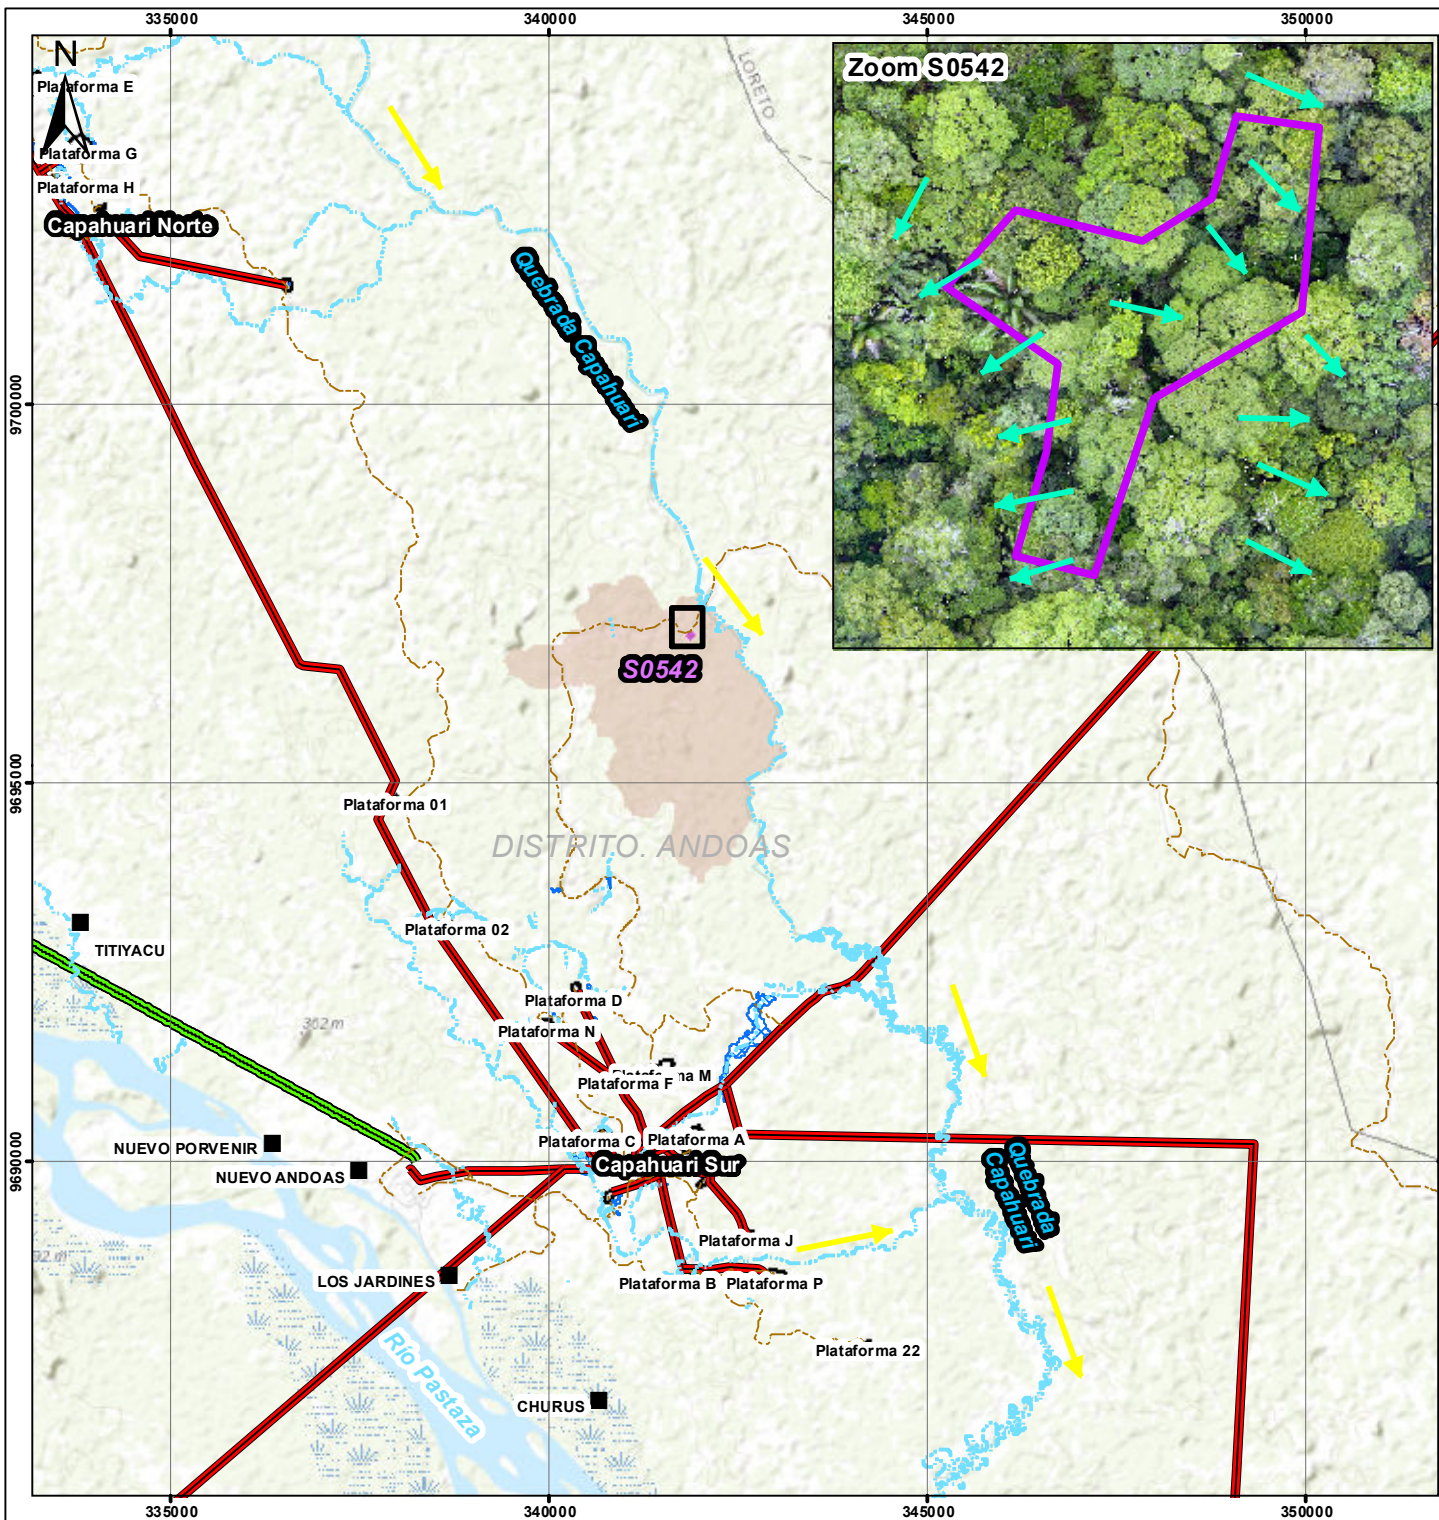 335000
340000
345000
350000
N
Plataforma E
Plataforma G
Plataforma H
Capahuari Norte
LORETO
Zoom S0542
Quebrada Capahuari
9700000
S0542
9695000
Plataforma 01
DISTRITO. ANDOAS
Plataforma 02
TITIYACU
Plataforma D
302 m
Plataforma N
Plataforma M
Plataforma F
NUEVO PORVENIR
Plataforma C
Plataforma A
9690000
Capahuari Sur
NUEVO ANDOAS
Quebrada
Capahuari
Plataforma J
LOS JARDINES
Plataforma B
Plataforma P
Río Pastaza
Plataforma 22
CHURUS
335000
340000
345000
350000